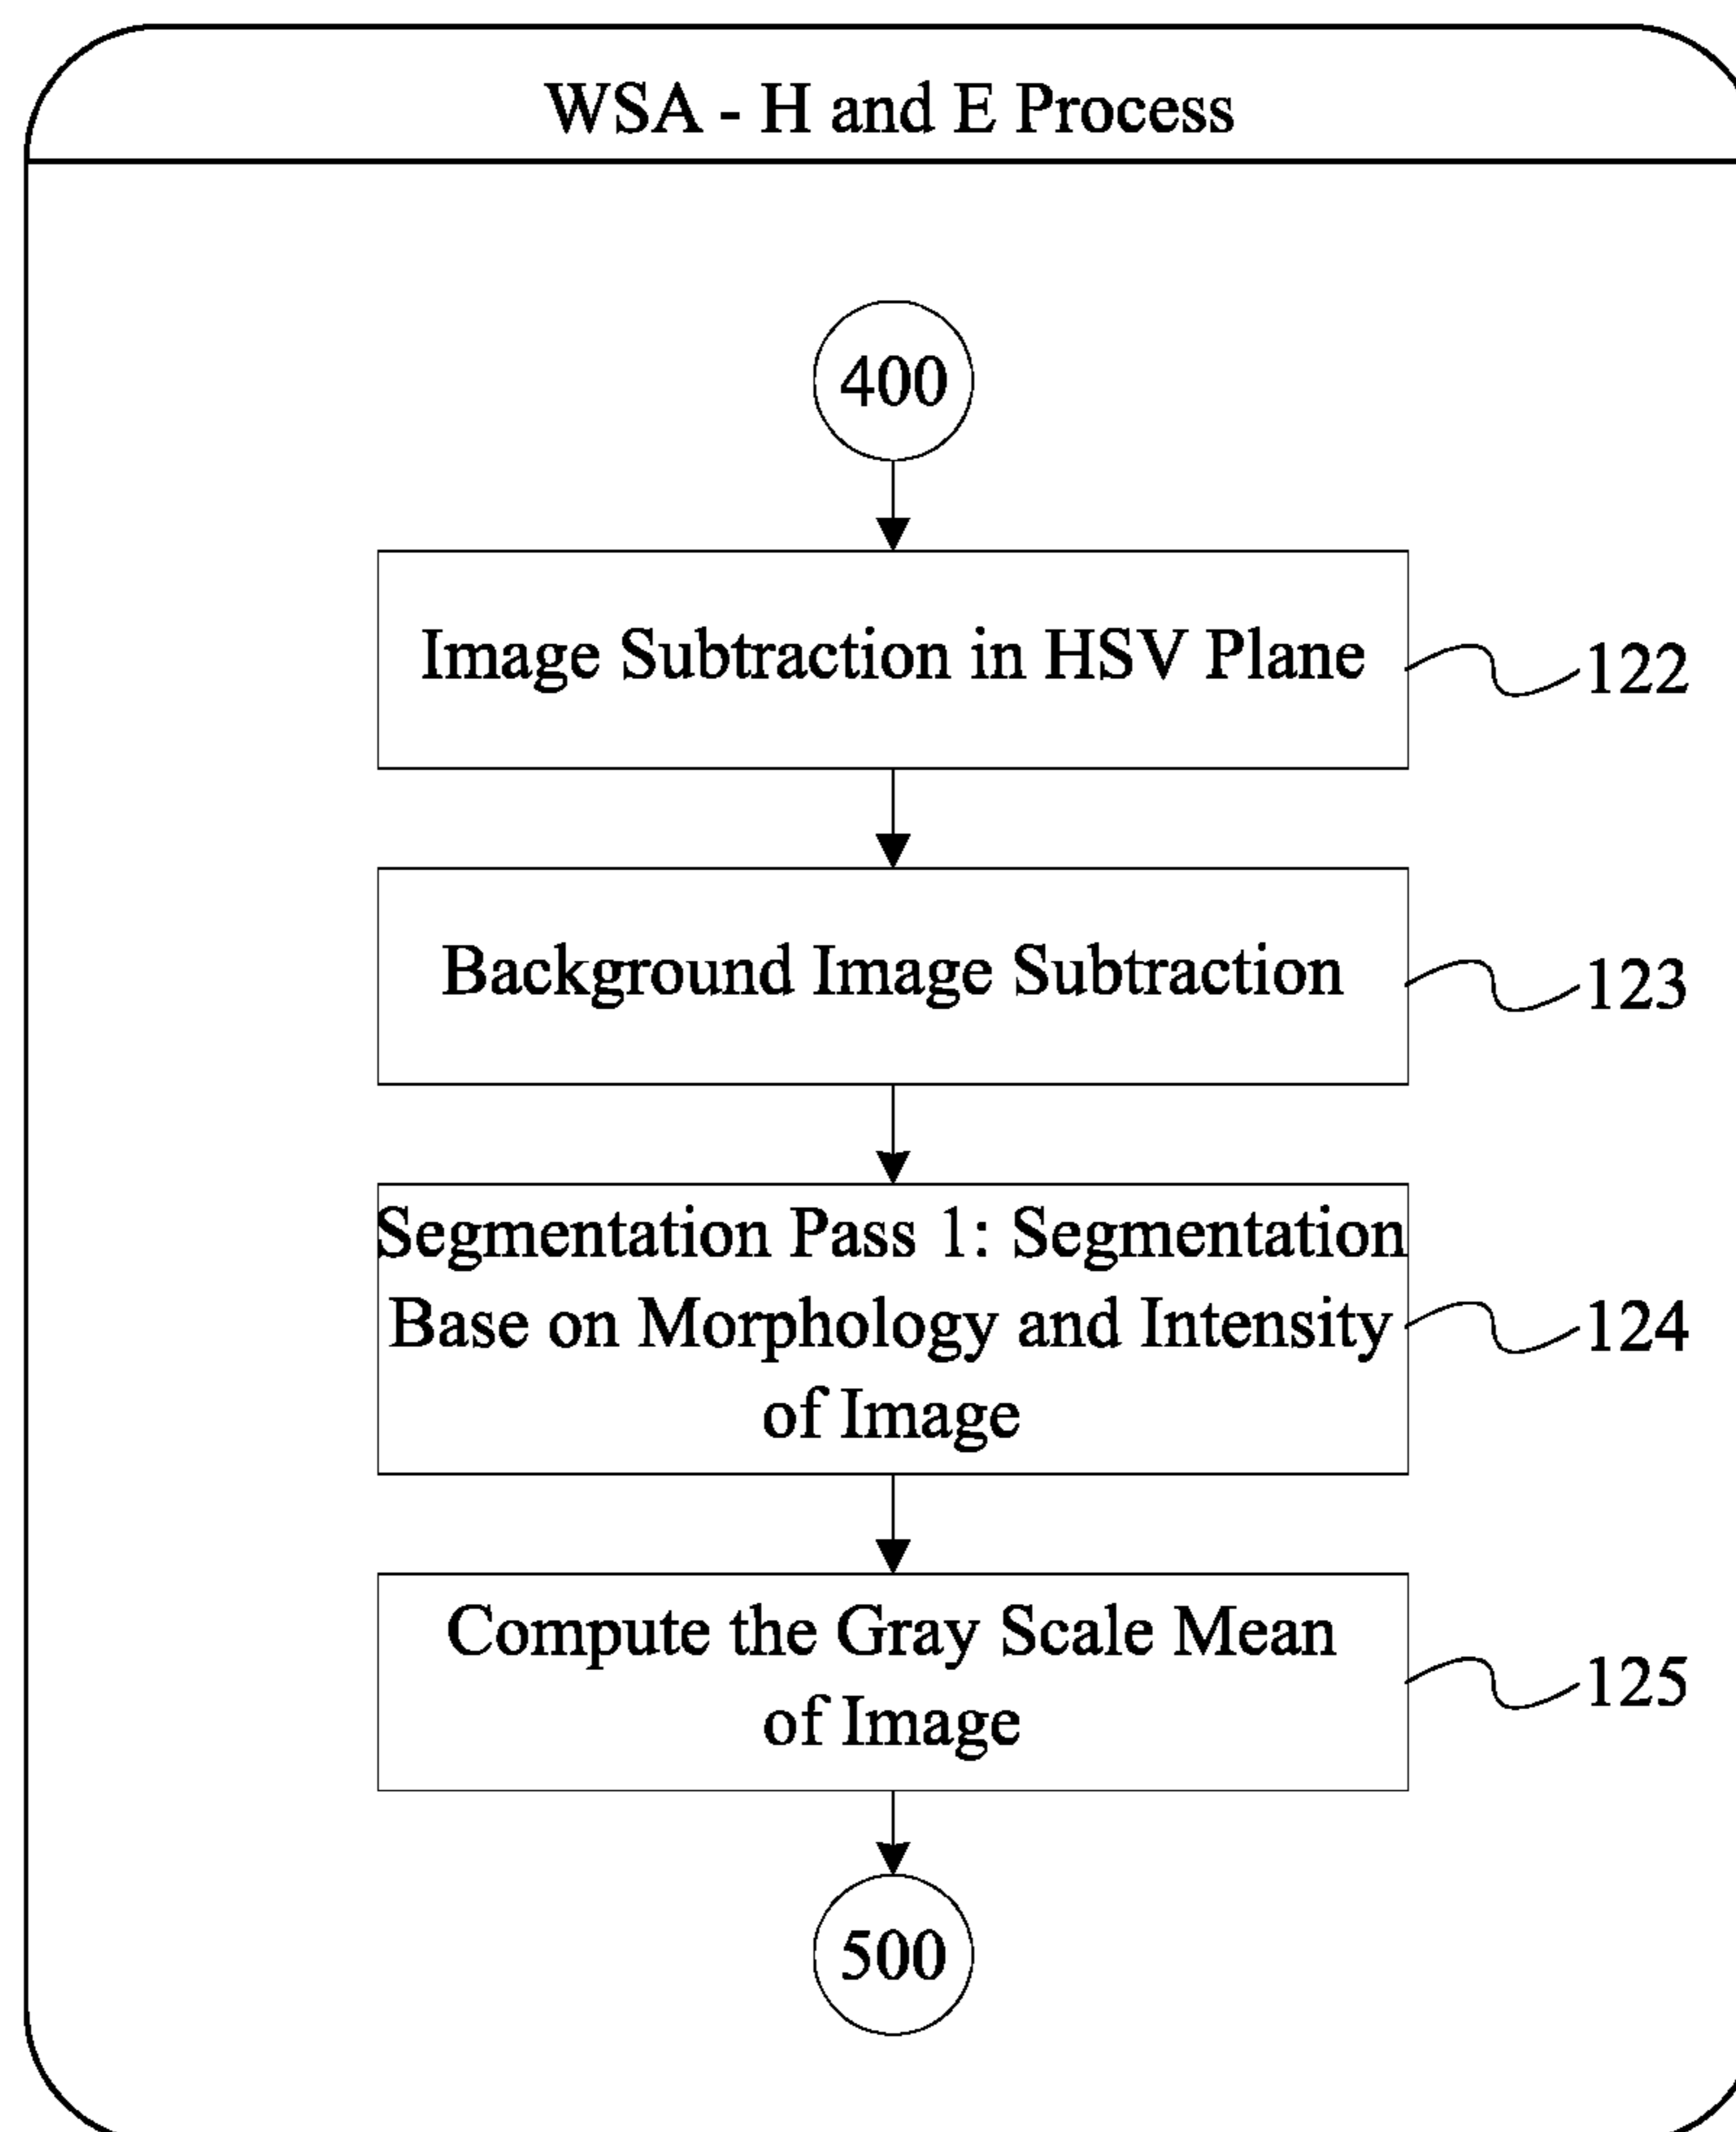 WSA - H and E Process
400
Image Subtraction in HSV Plane
122
Background Image Subtraction
123
Segmentation Pass 1: Segmentation
Base on Morphology and Intensity
of Image
124
Compute the Gray Scale Mean
of Image
125
500